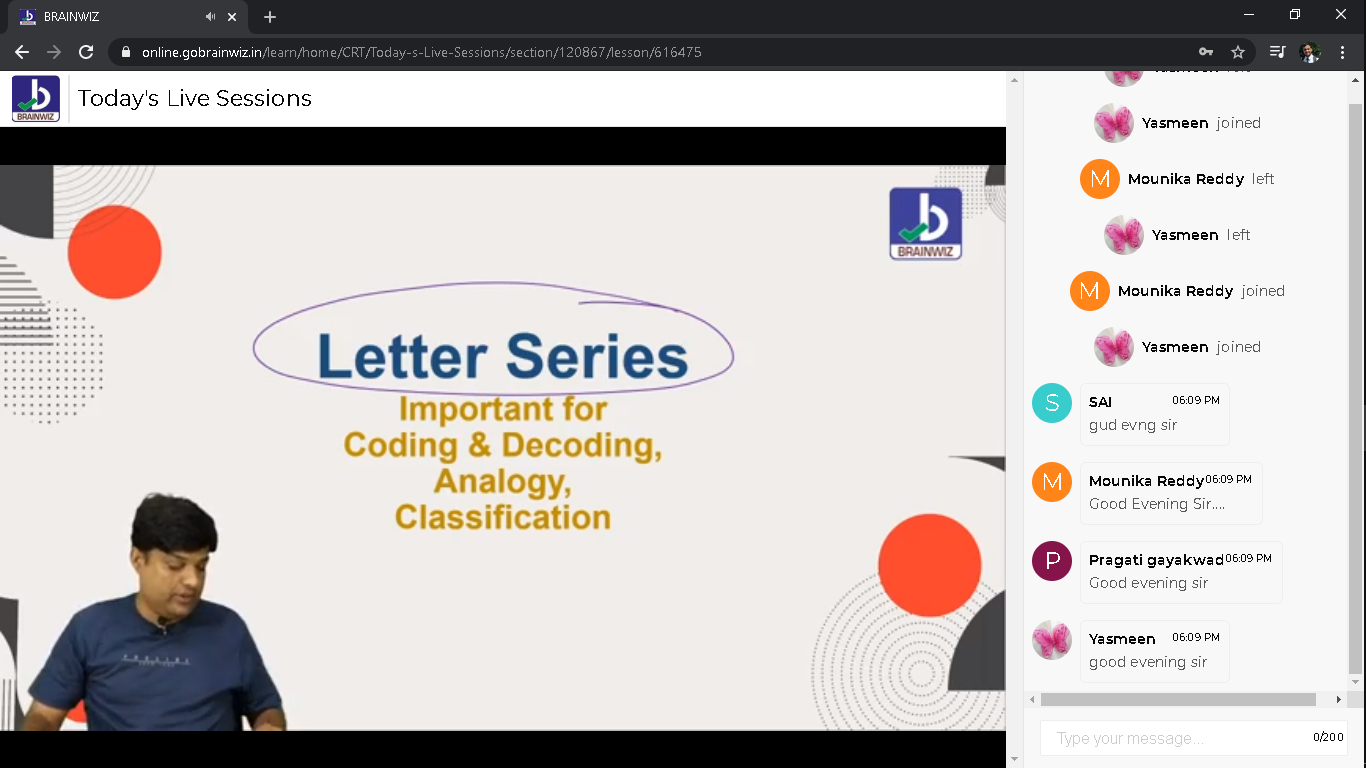 BRAINWIZ
online.gobrainwiz.in/learn/home/CRT/Today-s-Live-Sessions/section/120867/lesson/616475
b
BRAINWIZ
Today's Live Sessions
b
BRAINWIZ
Letter Series
Important for
Coding & Decoding,
Analogy,
Classification
Yasmeen joined
M Mounika Reddy left
Yasmeen left
M Mounika Reddy joined
Yasmeen joined
S SAI 06:09 PM
gud evng sir
M Mounika Reddy 06:09 PM
Good Evening Sir....
P Pragati gayakwad 06:09 PM
Good evening sir
Yasmeen 06:09 PM
good evening sir
Type your message... 0/200